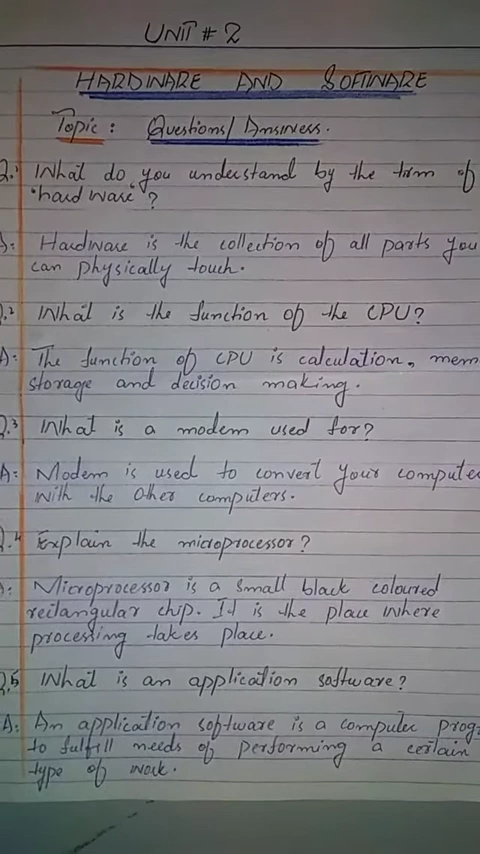 UNIT # 2
HARDWARE AND SOFTWARE
Topic: Questions/Answers.
Q.1 What do you understand by the term of
"hardware"?
A: Hardware is the collection of all parts you
can physically touch.
Q.2 What is the function of the CPU?
A: The function of CPU is calculation, mem
storage and decision making.
Q.3 What is a modem used for?
A: Modem is used to convert your compute
with the other computers.
Q.4 Explain the microprocessor?
A: Microprocessor is a small black coloured
rectangular chip. It is the place where
processing takes place.
Q.5 What is an application software?
A: An application software is a computer prog
to fulfill needs of performing a certain
type of work.